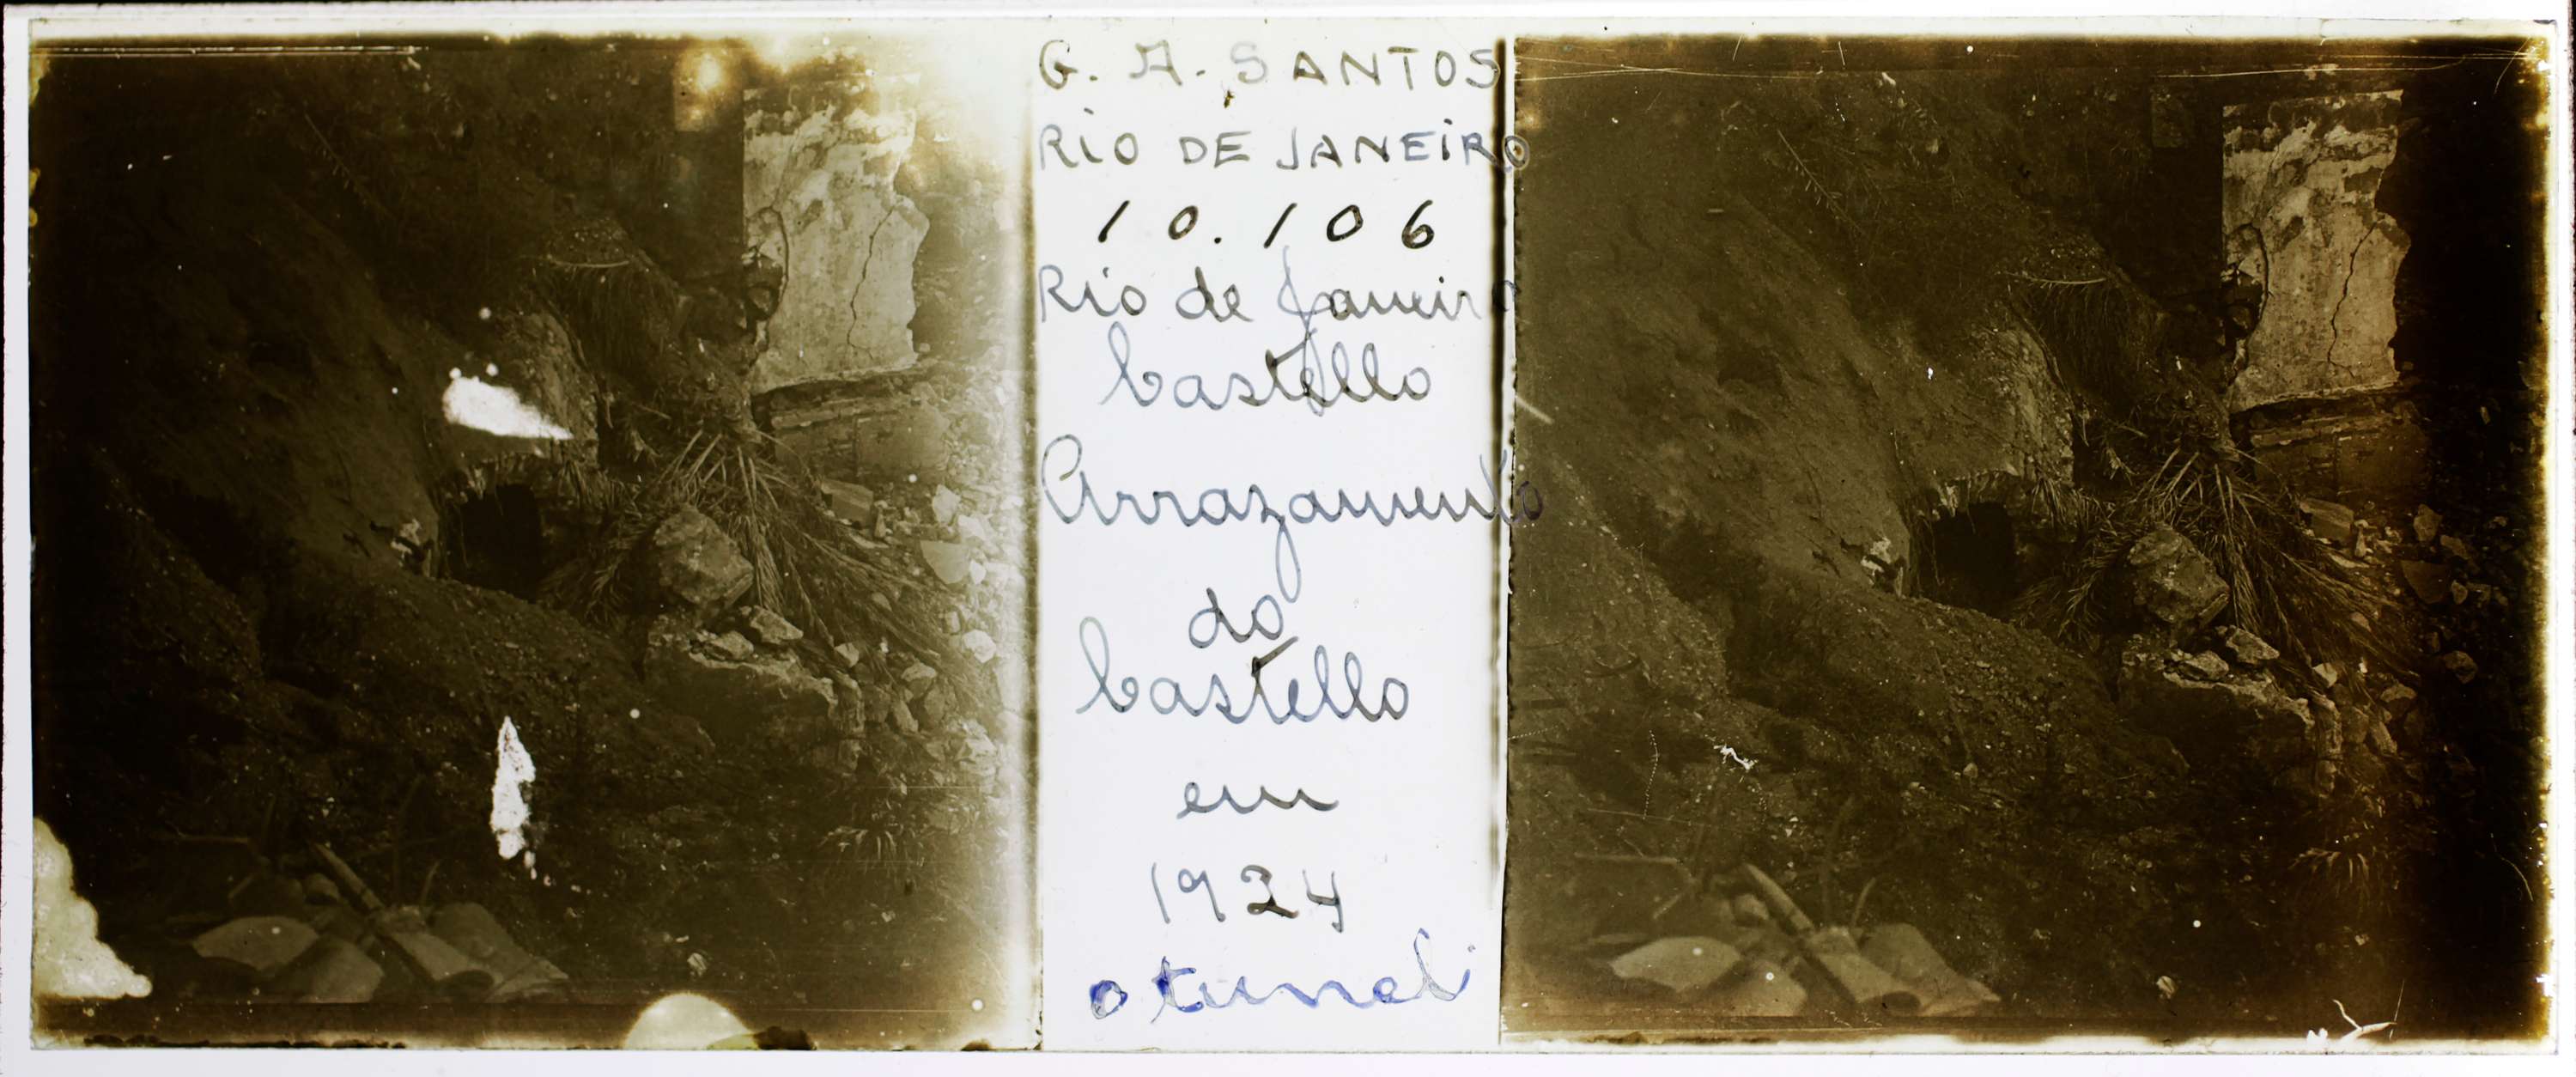 G. A. SANTOS
RIO DE JANEIRO
10.106
Rio de Janeiro
Castello
Arrazamento
do
Castello
em
1924
o tunel